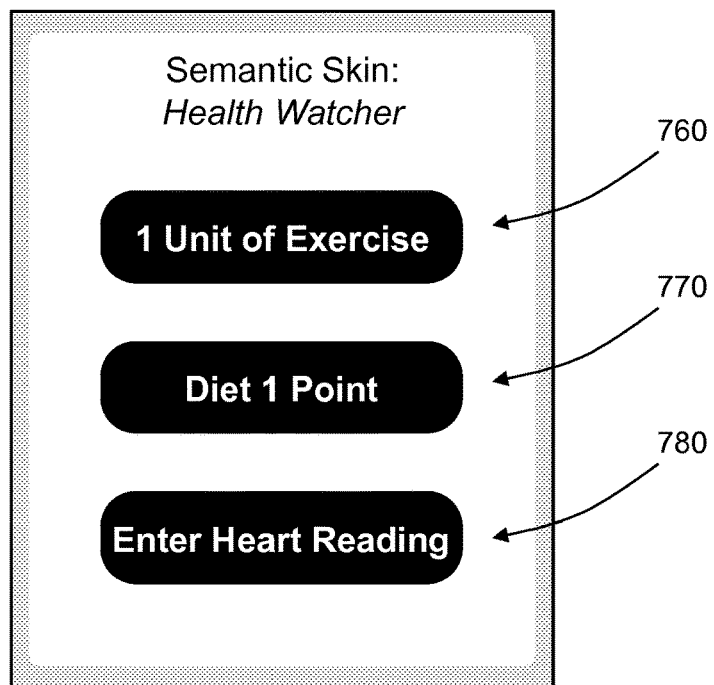 Semantic Skin:
Health Watcher
760
1 Unit of Exercise
770
Diet 1 Point
780
Enter Heart Reading